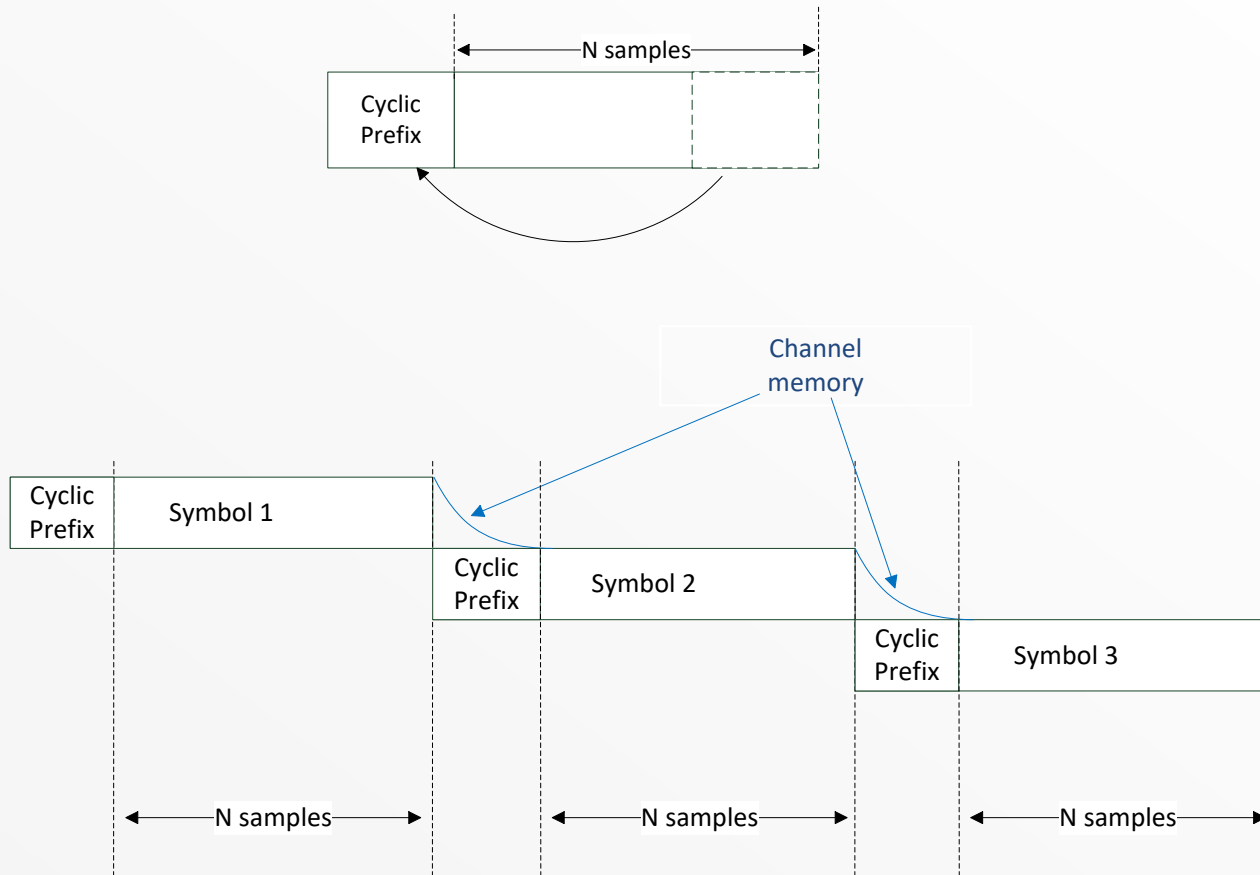 N samples
Cyclic
Prefix
Channel
memory
Cyclic
Prefix
Symbol 1
Cyclic
Prefix
Symbol 2
Cyclic
Prefix
Symbol 3
N samples
N samples
N samples